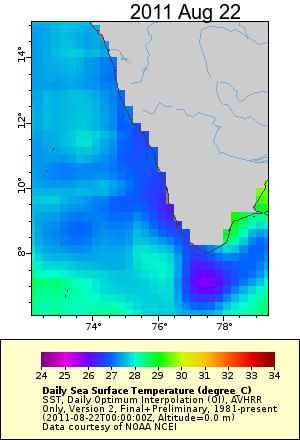 2011 Aug 22
14°
12°
10°
8°
74°
76°
78°
24 25 26 27 28 29 30 31 32 33 34
Daily Sea Surface Temperature (degree_C)
SST, Daily Optimum Interpolation (OI), AVHRR
Only, Version 2, Final+Preliminary, 1981-present
(2011-08-22T00:00:00Z, Altitude=0.0 m)
Data courtesy of NOAA NCEI